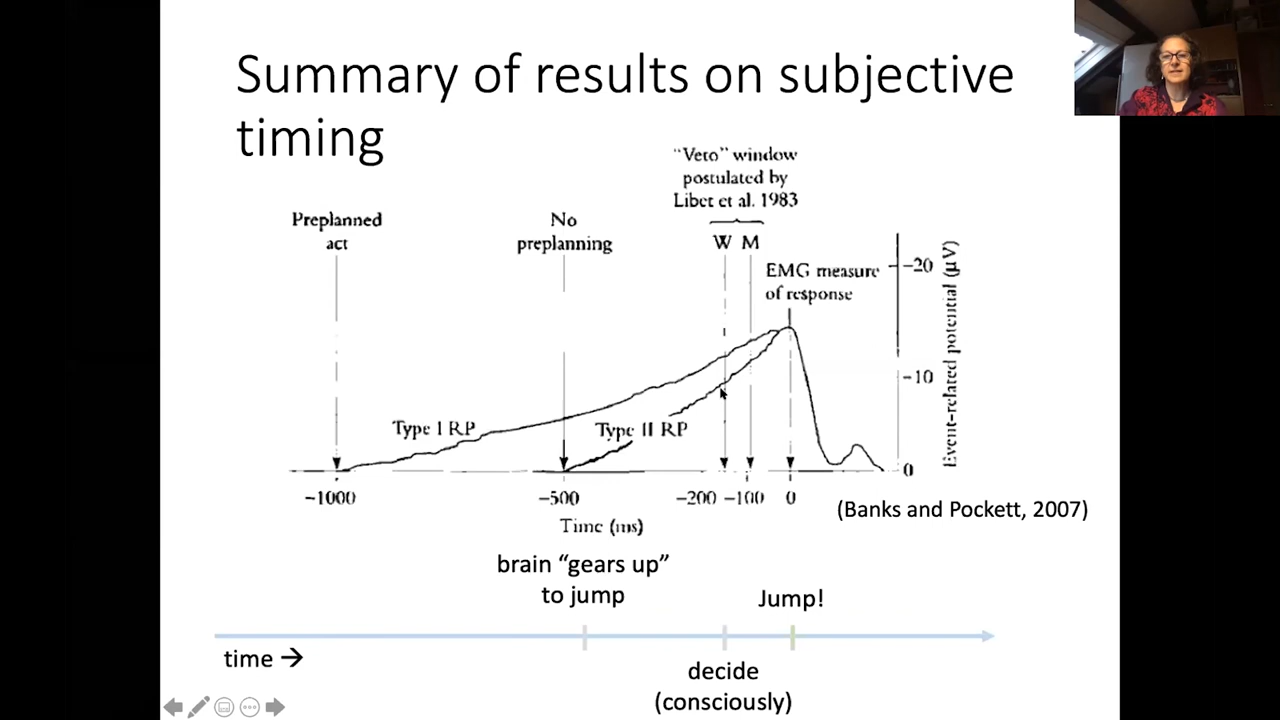 Summary of results on subjective
timing
"Veto" window
postulated by
Libet et al. 1983
Preplanned
act
No
preplanning
W M
EMG measure
of response
−20
−10
0
Event-related potential (μV)
Type I RP
Type II RP
−1000
−500
−200
−100
0
Time (ms)
(Banks and Pockett, 2007)
brain “gears up”
to jump
Jump!
time →
decide
(consciously)